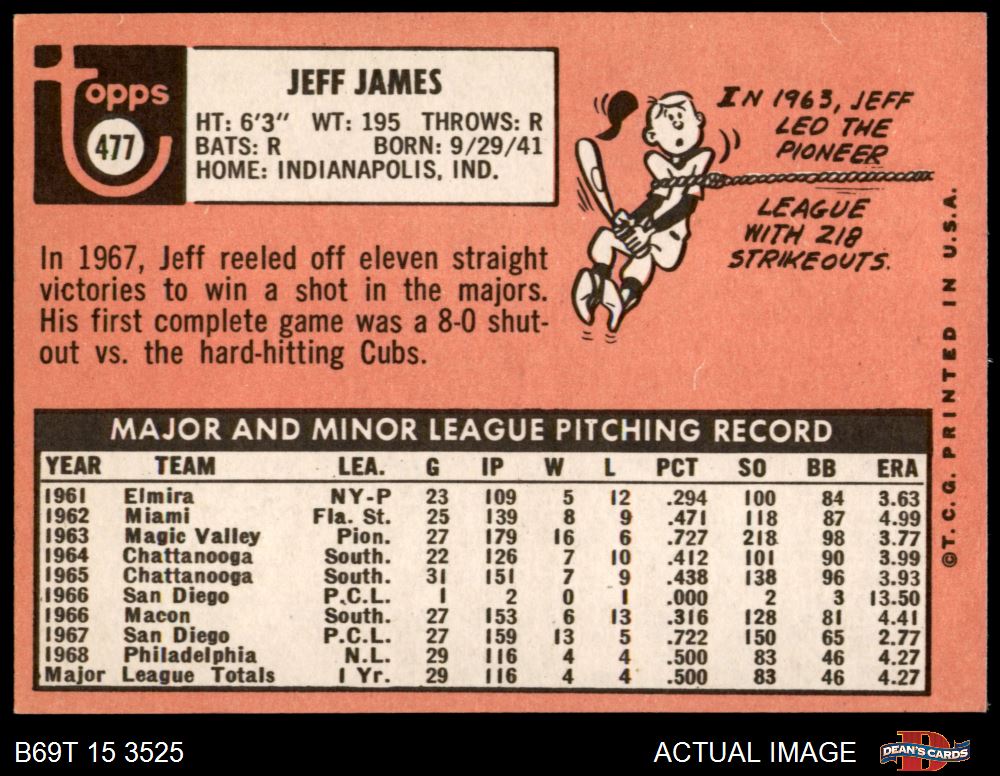 Topps
477
JEFF JAMES
HT: 6'3" WT: 195 THROWS: R
BATS: R BORN: 9/29/41
HOME: INDIANAPOLIS, IND.
IN 1963, JEFF
LED THE
PIONEER
LEAGUE
WITH 218
STRIKEOUTS.
In 1967, Jeff reeled off eleven straight
victories to win a shot in the majors.
His first complete game was a 8-0 shut-
out vs. the hard-hitting Cubs.
MAJOR AND MINOR LEAGUE PITCHING RECORD
YEAR TEAM LEA. G IP W L PCT SO BB ERA
1961 Elmira NY-P 23 109 5 12 .294 100 84 3.63
1962 Miami Fla. St. 25 139 8 9 .471 118 87 4.99
1963 Magic Valley Pion. 27 179 16 6 .727 218 98 3.77
1964 Chattanooga South. 22 126 7 10 .412 101 90 3.99
1965 Chattanooga South. 31 151 7 9 .438 138 96 3.93
1966 San Diego P.C.L. 1 2 0 1 .000 2 3 13.50
1966 Macon South. 27 153 6 13 .316 128 81 4.41
1967 San Diego P.C.L. 27 159 13 5 .722 150 65 2.77
1968 Philadelphia N.L. 29 116 4 4 .500 83 46 4.27
Major League Totals 1 Yr. 29 116 4 4 .500 83 46 4.27
©T.C.G. PRINTED IN U.S.A.
B69T 15 3525
ACTUAL IMAGE
D
DEAN'S CARDS